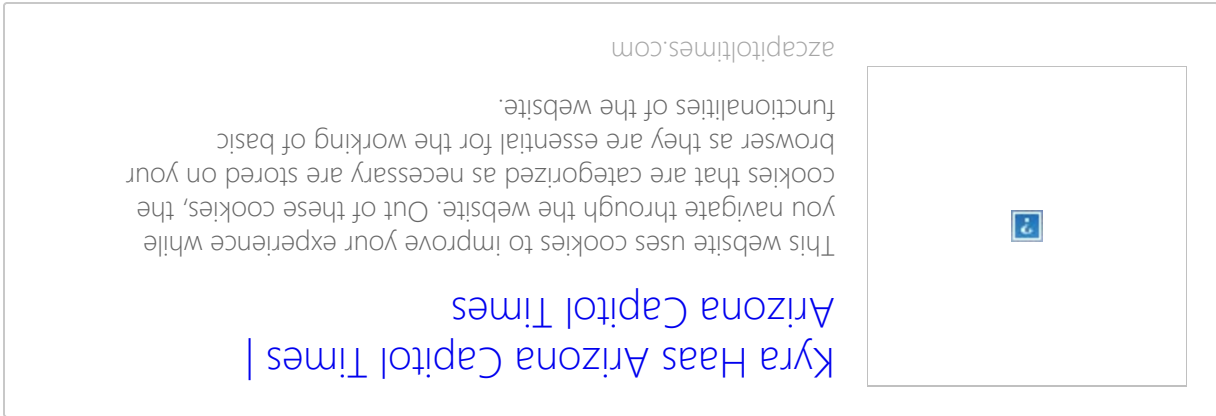 Kyra Haas Arizona Capitol Times |
Arizona Capitol Times
This website uses cookies to improve your experience while
you navigate through the website. Out of these cookies, the
cookies that are categorized as necessary are stored on your
browser as they are essential for the working of basic
functionalities of the website.
azcapitoltimes.com